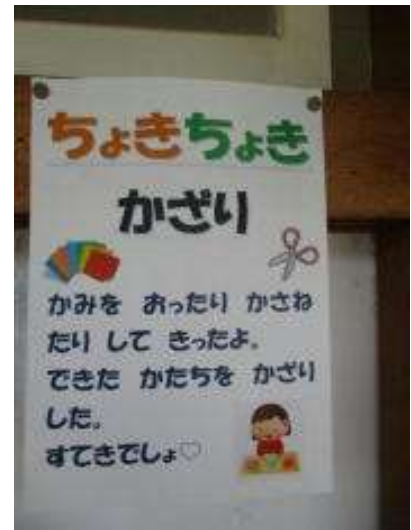 ちょきちょき
かざり
かみを おったり かさね
たり して きったよ。
できた かたちを かざり
した。
すてきでしょ♡